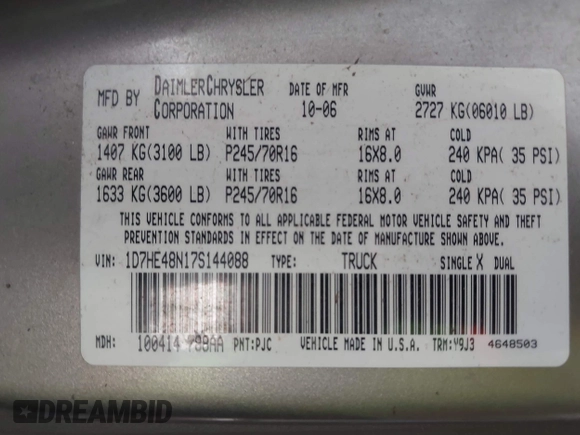 MFD BY DAIMLERCHRYSLER CORPORATION DATE OF MFR 10-06 GVWR 2727 KG(06010 LB)
GAWR FRONT WITH TIRES RIMS AT COLD
1407 KG(3100 LB) P245/70R16 16X8.0 240 KPA( 35 PSI)
GAWR REAR WITH TIRES RIMS AT COLD
1633 KG(3600 LB) P245/70R16 16X8.0 240 KPA( 35 PSI)
THIS VEHICLE CONFORMS TO ALL APPLICABLE FEDERAL MOTOR VEHICLE SAFETY AND THEFT
PREVENTION STANDARDS IN EFFECT ON THE DATE OF MANUFACTURE SHOWN ABOVE.
VIN: 1D7HE48N17S144088 TYPE: TRUCK SINGLE X DUAL
MDH: 100414 PNT:PJC VEHICLE MADE IN U.S.A. TRM:Y9J3 4648503
DREAMBID